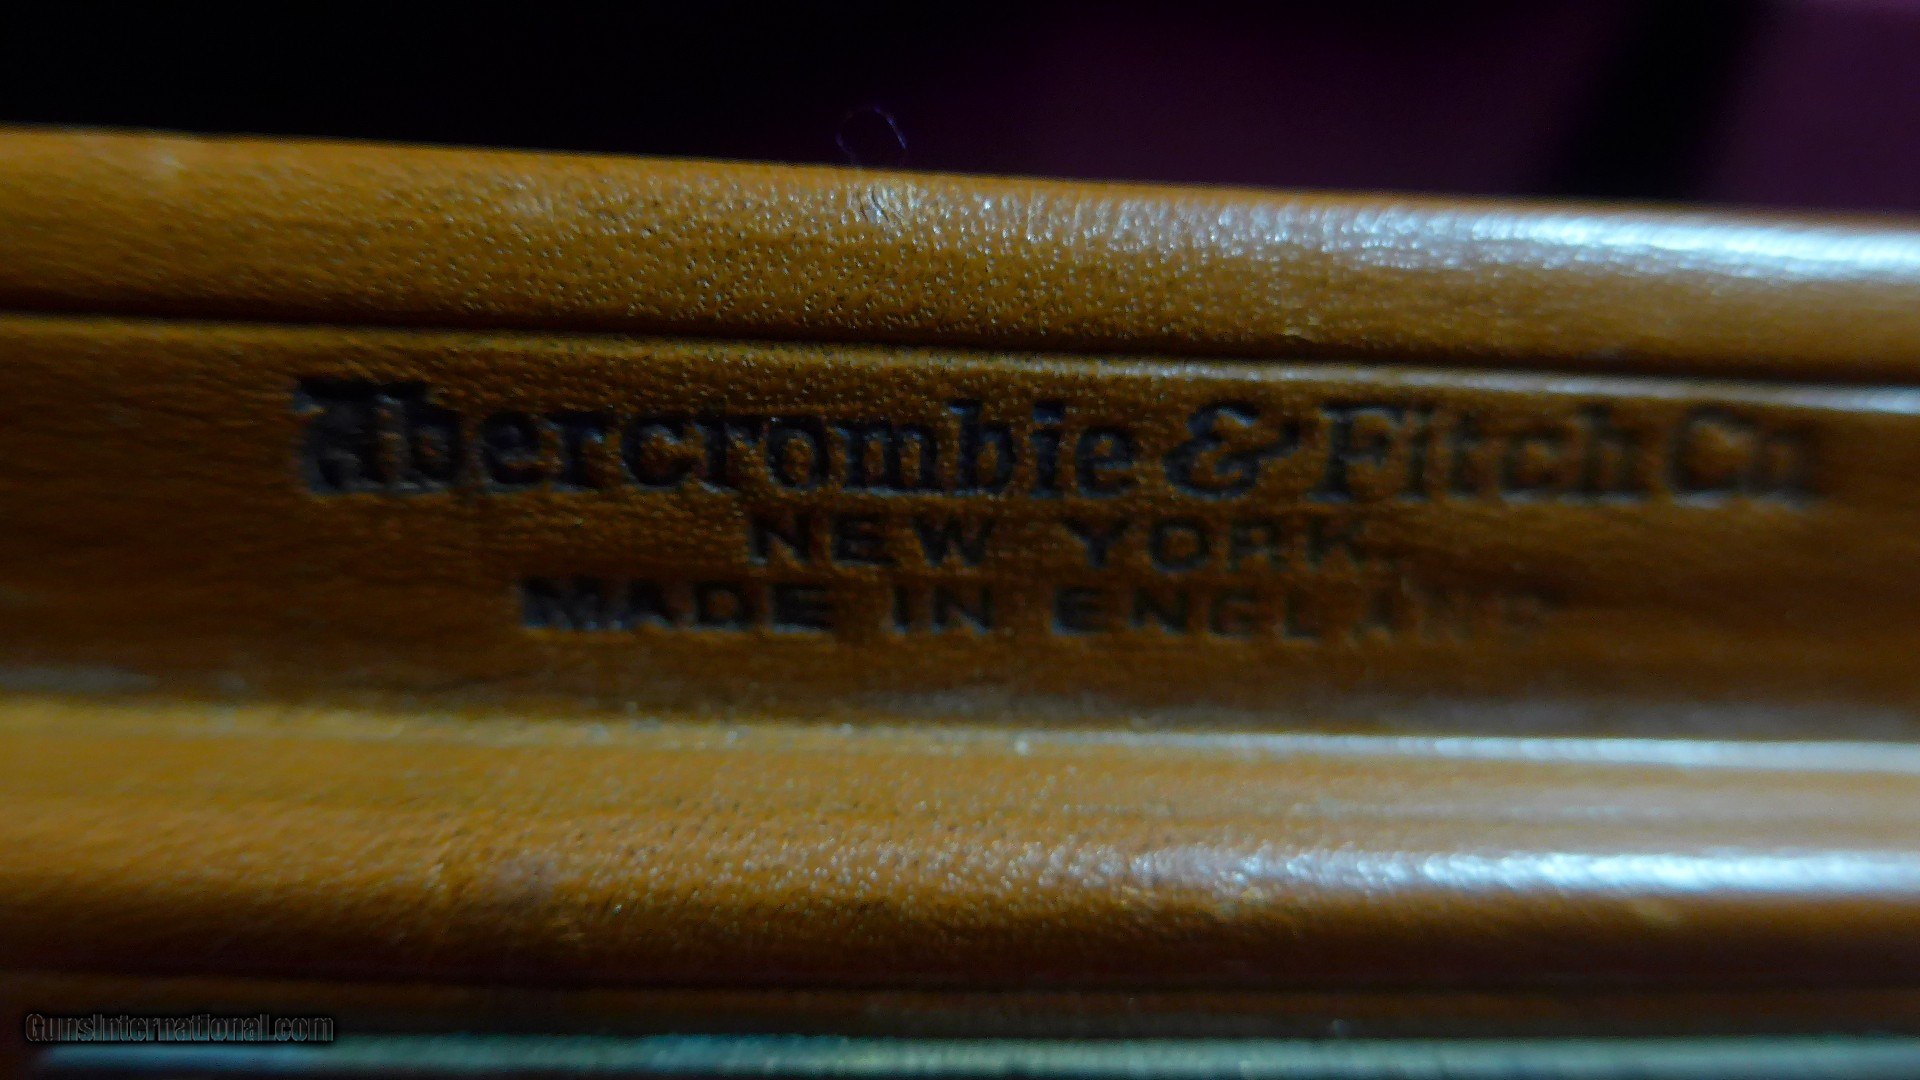 Abercrombie & Fitch Co
NEW YORK.
MADE IN ENGLAND
GunsInternational.com